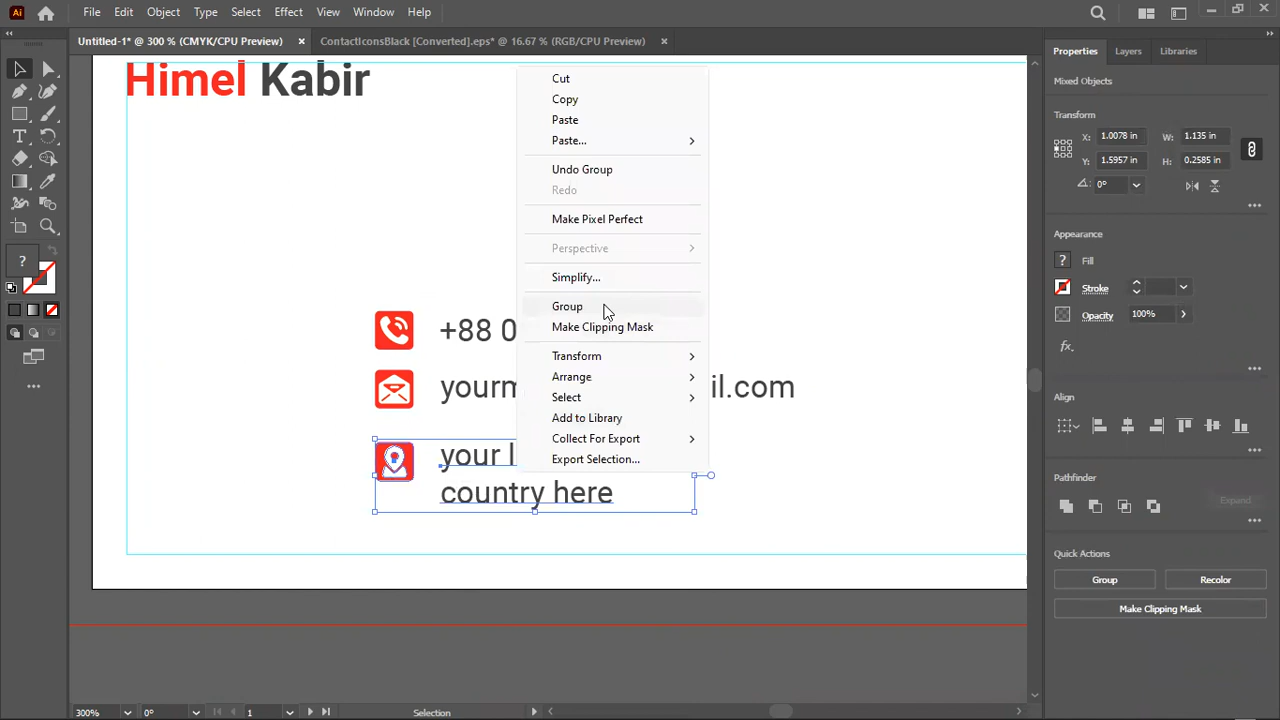 Ai File Edit Object Type Select Effect View Window Help
Untitled-1* @ 300 % (CMYK/CPU Preview) ContactIconsBlack [Converted].eps* @ 16.67 % (RGB/CPU Preview)
Himel Kabir
+88 0
yourm
il.com
your l
country here
Cut
Copy
Paste
Paste...
Undo Group
Redo
Make Pixel Perfect
Perspective
Simplify...
Group
Make Clipping Mask
Transform
Arrange
Select
Add to Library
Collect For Export
Export Selection...
Properties Layers Libraries
Mixed Objects
Transform
X: 1.0078 in W: 1.135 in
Y: 1.5957 in H: 0.2585 in
0°
Appearance
? Fill
Stroke
Opacity 100%
fx
Align
Pathfinder
Expand
Quick Actions
Group Recolor
Make Clipping Mask
?
300% 0° 1 Selection